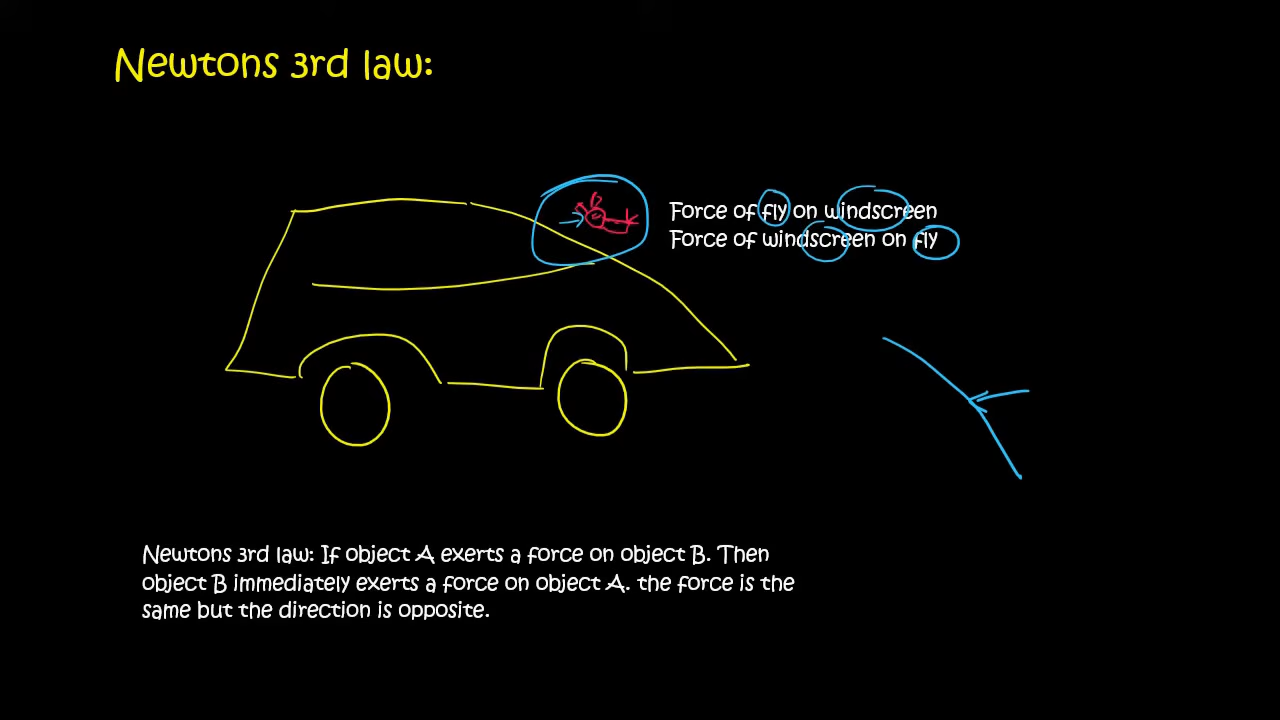 Newtons 3rd law:
Force of fly on windscreen
Force of windscreen on fly
Newtons 3rd law: If object A exerts a force on object B. Then
object B immediately exerts a force on object A. the force is the
same but the direction is opposite.